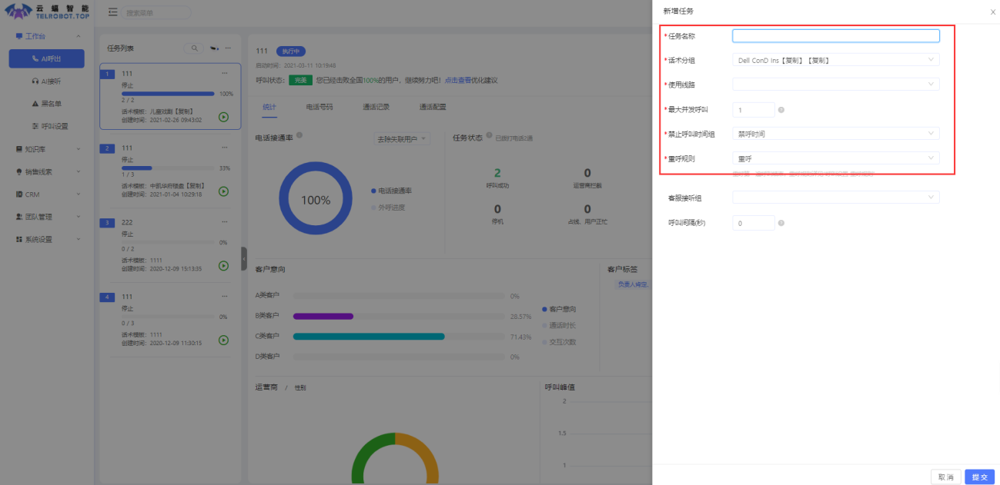 云蝠智能
TELROBOT.TOP
搜索菜单
工作台
AI呼出
AI接听
黑名单
呼叫设置
知识库
销售线索
CRM
团队管理
系统设置
任务列表
1
111
停止
100%
2 / 2
话术模板：儿童戏剧【复制】
创建时间：2021-02-26 09:43:02
2
111
停止
33%
1 / 3
话术模板：中凯华府楼盘【复制】
创建时间：2021-01-04 10:29:18
3
222
停止
0%
0 / 2
话术模板：1111
创建时间：2020-12-09 15:13:35
4
111
停止
0%
0 / 3
话术模板：1111
创建时间：2020-12-09 11:30:15
111 执行中
启动时间：2021-03-11 10:19:48
呼叫状态： 完美 您已经击败全国100%的用户，继续努力吧！点击查看优化建议
统计 电话号码 通话记录 通话配置
电话接通率 去除失联用户
100%
电话接通率
外呼进度
任务状态 已拨打电话2通
2 0
呼叫成功 运营商拦截
0 0
停机 占线、用户正忙
客户意向
A类客户 0%
B类客户 28.57%
C类客户 71.43%
D类客户 0%
客户意向
通话时长
交互次数
客户标签
负责人肯定,
运营商 / 性别
呼叫峰值
2
1.5
1
新增任务
*任务名称
*话术分组 Dell ConD Ins【复制】【复制】
*使用线路
*最大并发呼叫 1
*禁止呼叫时间组 禁呼时间
*重呼规则 重呼
客服接听组
呼叫间隔(秒) 0
取 消 提 交